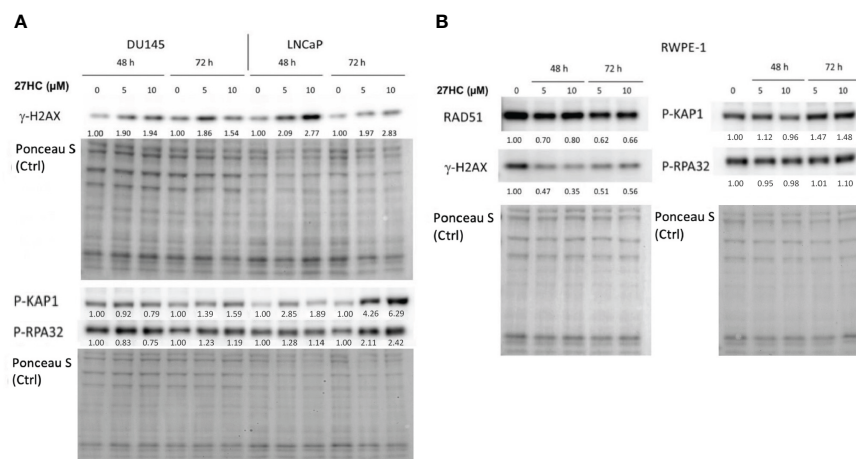 A
DU145 LNCaP
48 h 72 h 48 h 72 h
27HC (μM) 0 5 10 0 5 10 0 5 10 0 5 10
γ-H2AX
1.00 1.90 1.94 1.00 1.86 1.54 1.00 2.09 2.77 1.00 1.97 2.83
Ponceau S
(Ctrl)
P-KAP1
1.00 0.92 0.79 1.00 1.39 1.59 1.00 2.85 1.89 1.00 4.26 6.29
P-RPA32
1.00 0.83 0.75 1.00 1.23 1.19 1.00 1.28 1.14 1.00 2.11 2.42
Ponceau S
(Ctrl)
B
RWPE-1
48 h 72 h
27HC (μM) 0 5 10 5 10
RAD51
1.00 0.70 0.80 0.62 0.66
γ-H2AX
1.00 0.47 0.35 0.51 0.56
Ponceau S
(Ctrl)
48 h 72 h
0 5 10 5 10
P-KAP1
1.00 1.12 0.96 1.47 1.48
P-RPA32
1.00 0.95 0.98 1.01 1.10
Ponceau S
(Ctrl)